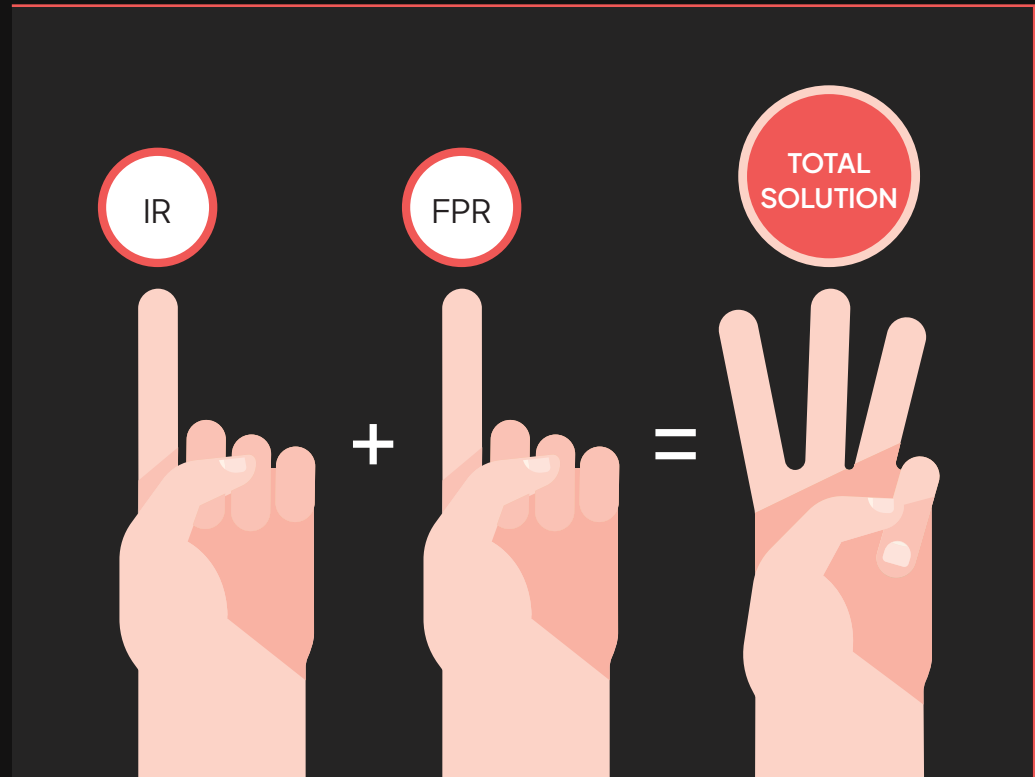 IR
FPR
TOTAL
SOLUTION
+
=